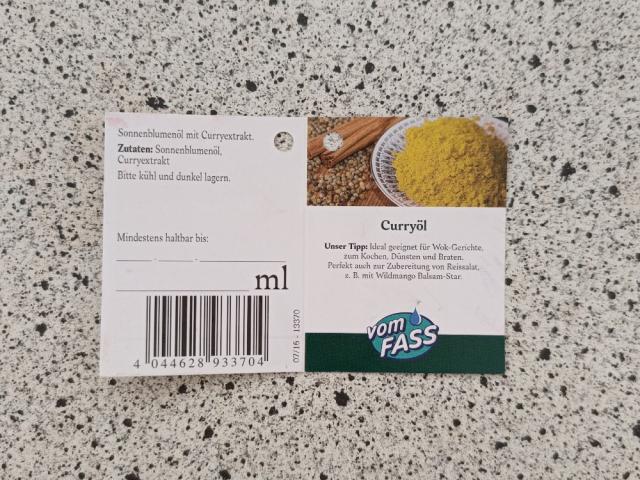 Sonnenblumenöl mit Curryextrakt.
Zutaten: Sonnenblumenöl,
Curryextrakt
Bitte kühl und dunkel lagern.
Mindestens haltbar bis:
ml
4 044628 933704
07/16 - 13370
Curryöl
Unser Tipp: Ideal geeignet für Wok-Gerichte,
zum Kochen, Dünsten und Braten.
Perfekt auch zur Zubereitung von Reissalat,
z. B. mit Wildmango Balsam-Star.
vom
FASS